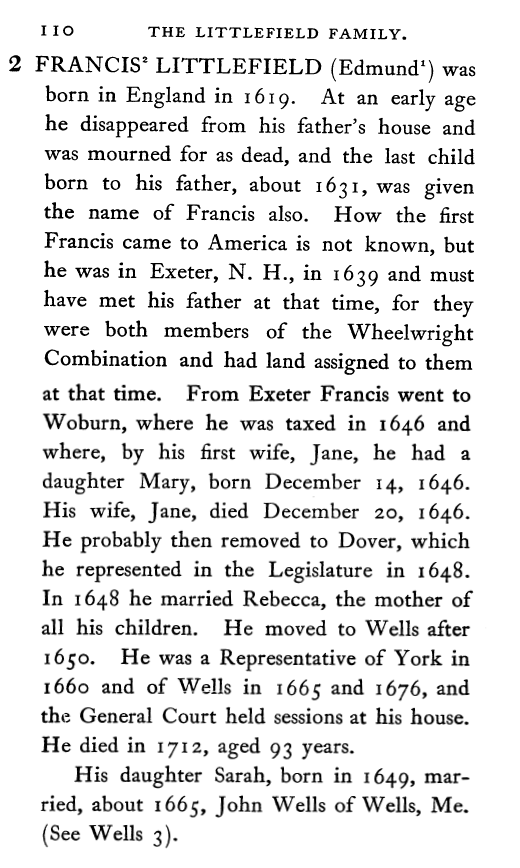 110 THE LITTLEFIELD FAMILY.
2 FRANCIS² LITTLEFIELD (Edmund¹) was
born in England in 1619. At an early age
he disappeared from his father's house and
was mourned for as dead, and the last child
born to his father, about 1631, was given
the name of Francis also. How the first
Francis came to America is not known, but
he was in Exeter, N. H., in 1639 and must
have met his father at that time, for they
were both members of the Wheelwright
Combination and had land assigned to them
at that time. From Exeter Francis went to
Woburn, where he was taxed in 1646 and
where, by his first wife, Jane, he had a
daughter Mary, born December 14, 1646.
His wife, Jane, died December 20, 1646.
He probably then removed to Dover, which
he represented in the Legislature in 1648.
In 1648 he married Rebecca, the mother of
all his children. He moved to Wells after
1650. He was a Representative of York in
1660 and of Wells in 1665 and 1676, and
the General Court held sessions at his house.
He died in 1712, aged 93 years.
His daughter Sarah, born in 1649, mar-
ried, about 1665, John Wells of Wells, Me.
(See Wells 3).